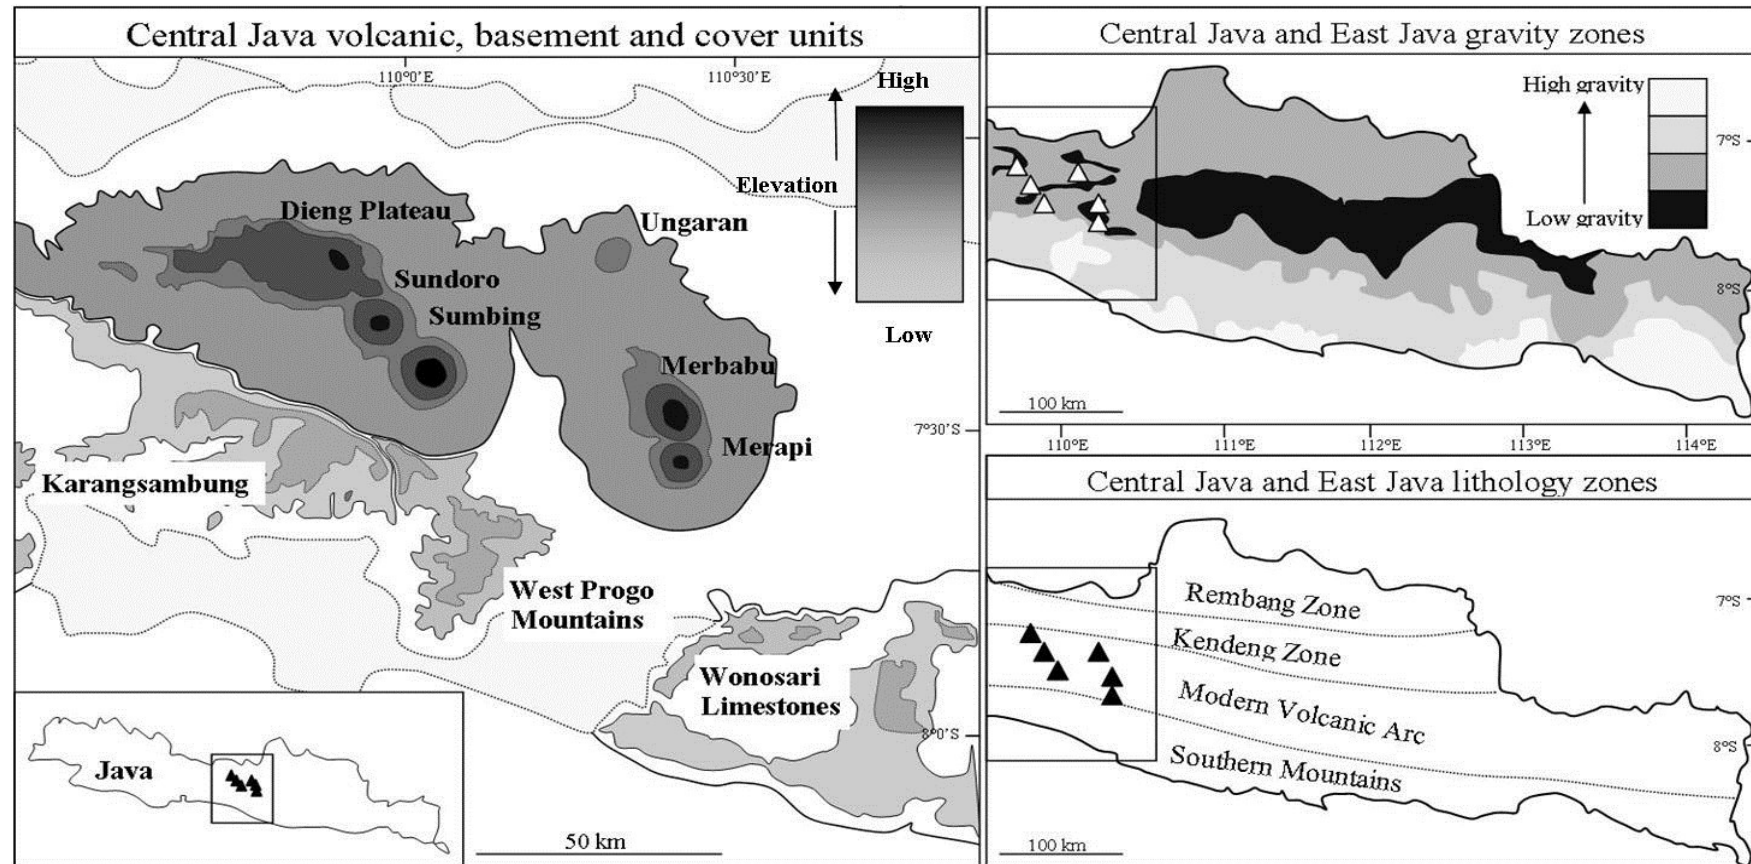 Central Java volcanic, basement and cover units
110°0'E
110°30'E
High
Elevation
Low
Dieng Plateau
Ungaran
Sundoro
Sumbing
Merbabu
Merapi
7°30'S
Karangsambung
West Progo
Mountains
Wonosari
Limestones
8°0'S
Java
50 km
Central Java and East Java gravity zones
High gravity
Low gravity
7°S
8°S
100 km
110°E
111°E
112°E
113°E
114°E
Central Java and East Java lithology zones
Rembang Zone
7°S
Kendeng Zone
Modern Volcanic Arc
8°S
Southern Mountains
100 km